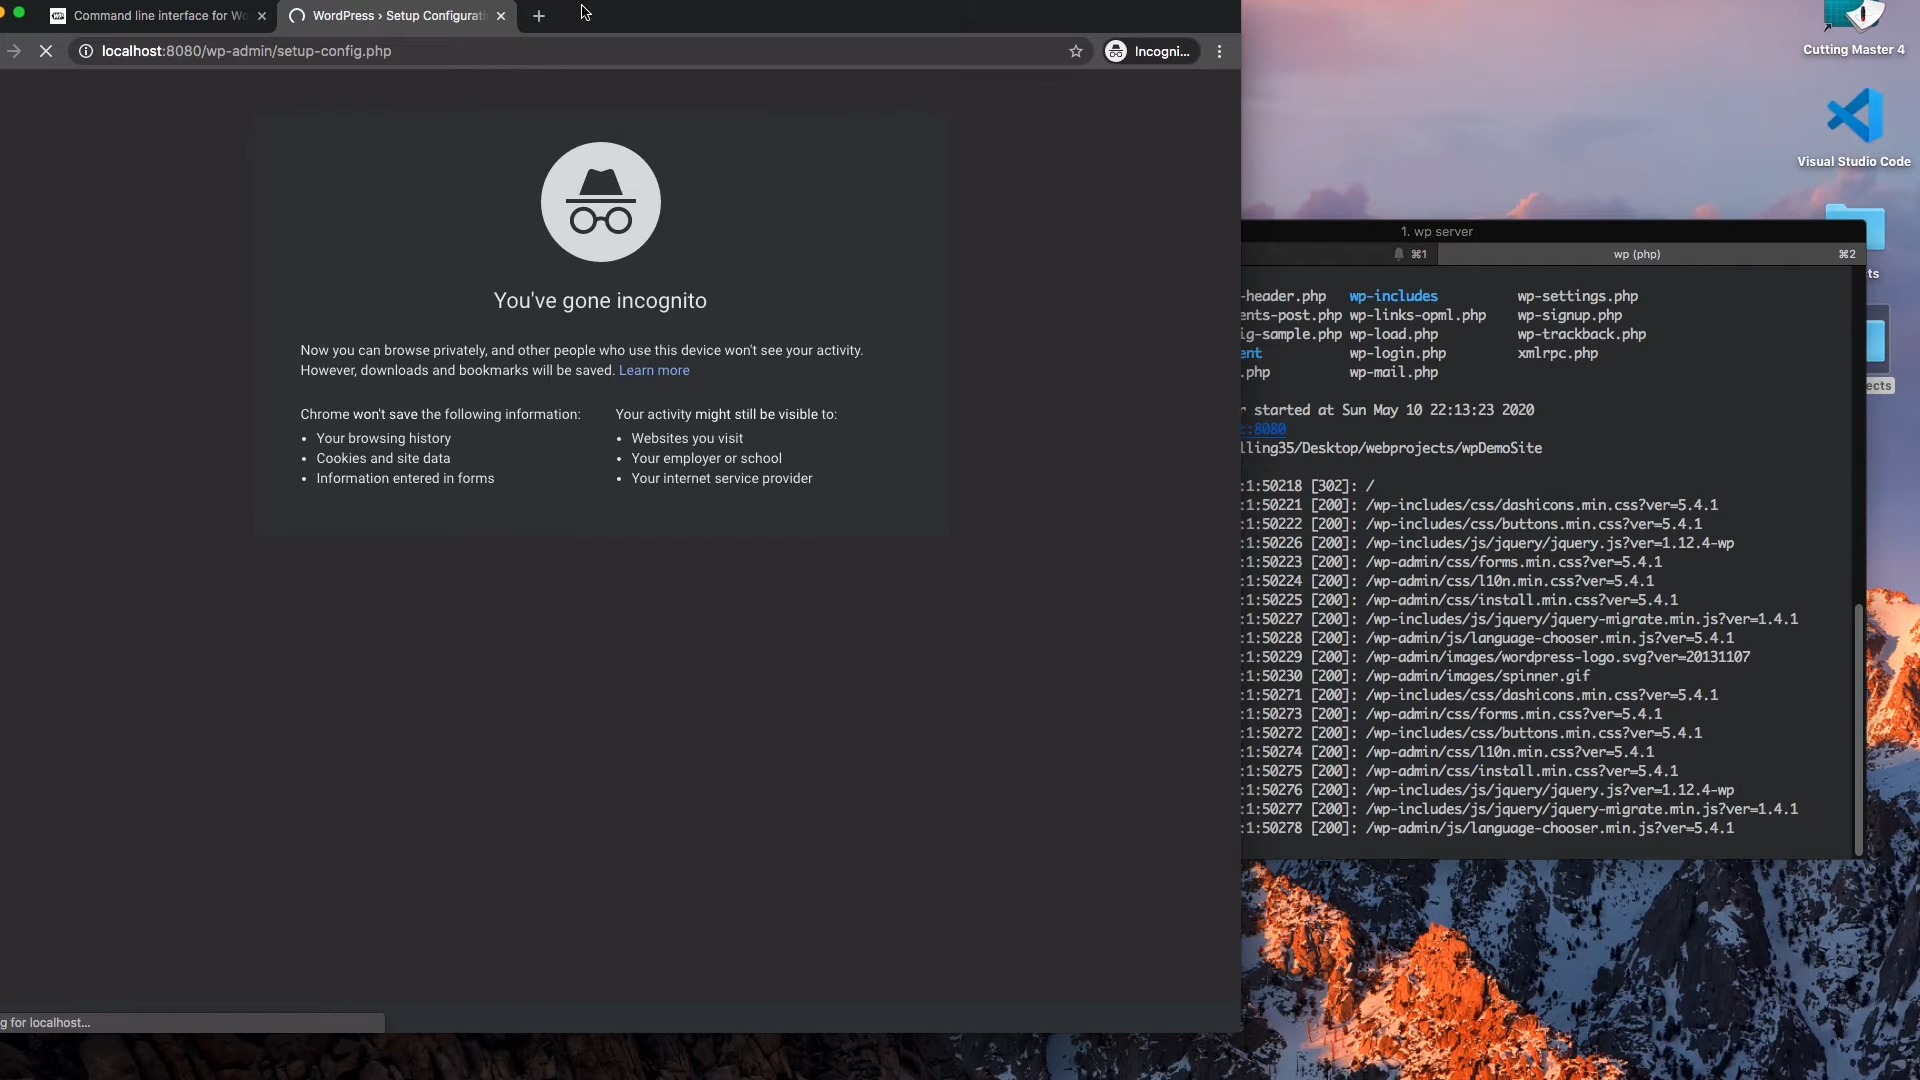 Command line interface for Wo
WordPress › Setup Configurati
localhost:8080/wp-admin/setup-config.php
Incogni...
You've gone incognito
Now you can browse privately, and other people who use this device won't see your activity.
However, downloads and bookmarks will be saved. Learn more
Chrome won't save the following information:
Your browsing history
Cookies and site data
Information entered in forms
Your activity might still be visible to:
Websites you visit
Your employer or school
Your internet service provider
g for localhost...
Cutting Master 4
Visual Studio Code
ts
ects
1. wp server
⌘1
wp (php)
⌘2
-header.php wp-includes wp-settings.php
ents-post.php wp-links-opml.php wp-signup.php
ig-sample.php wp-load.php wp-trackback.php
ent wp-login.php xmlrpc.php
.php wp-mail.php
r started at Sun May 10 22:13:23 2020
t:8080
lling35/Desktop/webprojects/wpDemoSite
:1:50218 [302]: /
:1:50221 [200]: /wp-includes/css/dashicons.min.css?ver=5.4.1
:1:50222 [200]: /wp-includes/css/buttons.min.css?ver=5.4.1
:1:50226 [200]: /wp-includes/js/jquery/jquery.js?ver=1.12.4-wp
:1:50223 [200]: /wp-admin/css/forms.min.css?ver=5.4.1
:1:50224 [200]: /wp-admin/css/l10n.min.css?ver=5.4.1
:1:50225 [200]: /wp-admin/css/install.min.css?ver=5.4.1
:1:50227 [200]: /wp-includes/js/jquery/jquery-migrate.min.js?ver=1.4.1
:1:50228 [200]: /wp-admin/js/language-chooser.min.js?ver=5.4.1
:1:50229 [200]: /wp-admin/images/wordpress-logo.svg?ver=20131107
:1:50230 [200]: /wp-admin/images/spinner.gif
:1:50271 [200]: /wp-includes/css/dashicons.min.css?ver=5.4.1
:1:50273 [200]: /wp-admin/css/forms.min.css?ver=5.4.1
:1:50272 [200]: /wp-includes/css/buttons.min.css?ver=5.4.1
:1:50274 [200]: /wp-admin/css/l10n.min.css?ver=5.4.1
:1:50275 [200]: /wp-admin/css/install.min.css?ver=5.4.1
:1:50276 [200]: /wp-includes/js/jquery/jquery.js?ver=1.12.4-wp
:1:50277 [200]: /wp-includes/js/jquery/jquery-migrate.min.js?ver=1.4.1
:1:50278 [200]: /wp-admin/js/language-chooser.min.js?ver=5.4.1